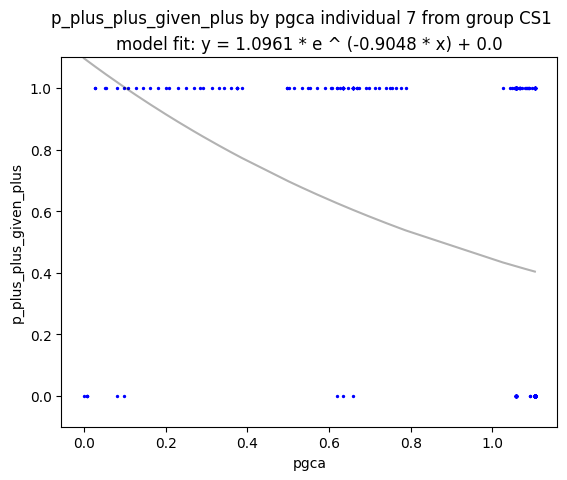 p_plus_plus_given_plus by pgca individual 7 from group CS1
model fit: y = 1.0961 * e ^ (-0.9048 * x) + 0.0
p_plus_plus_given_plus
1.0
0.8
0.6
0.4
0.2
0.0
0.0 0.2 0.4 0.6 0.8 1.0
pgca